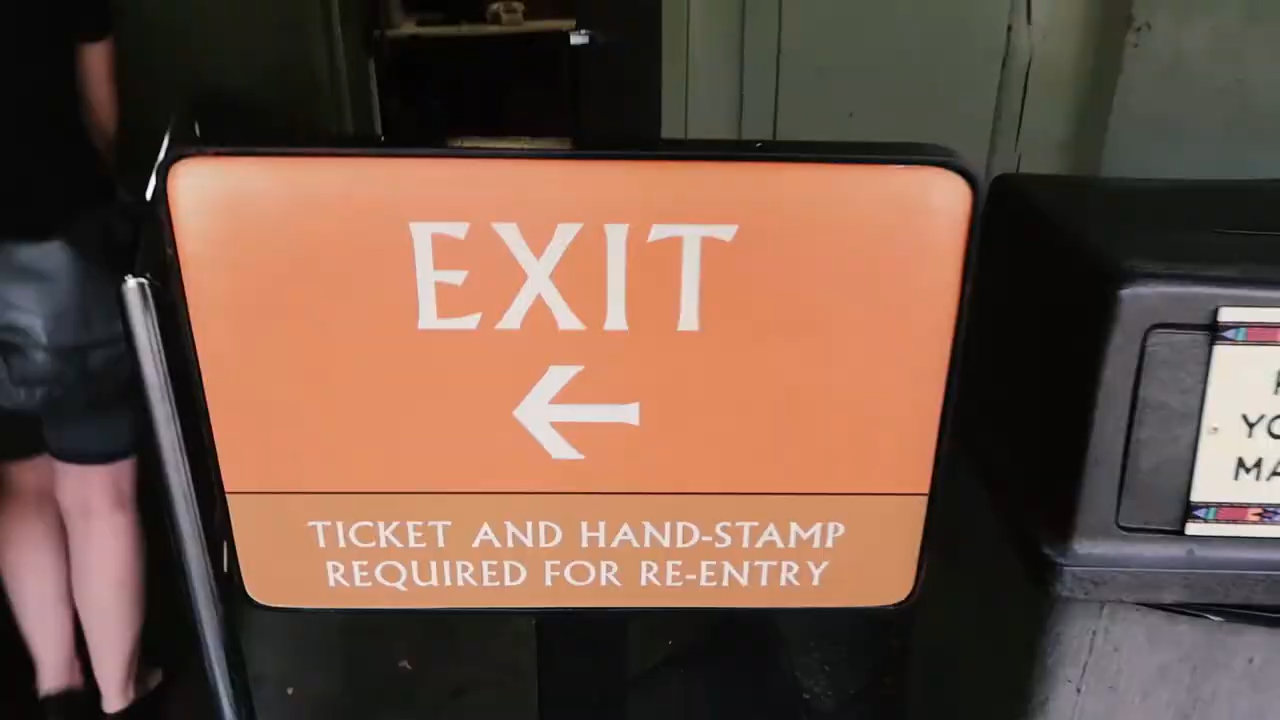 EXIT
←
TICKET AND HAND-STAMP
REQUIRED FOR RE-ENTRY